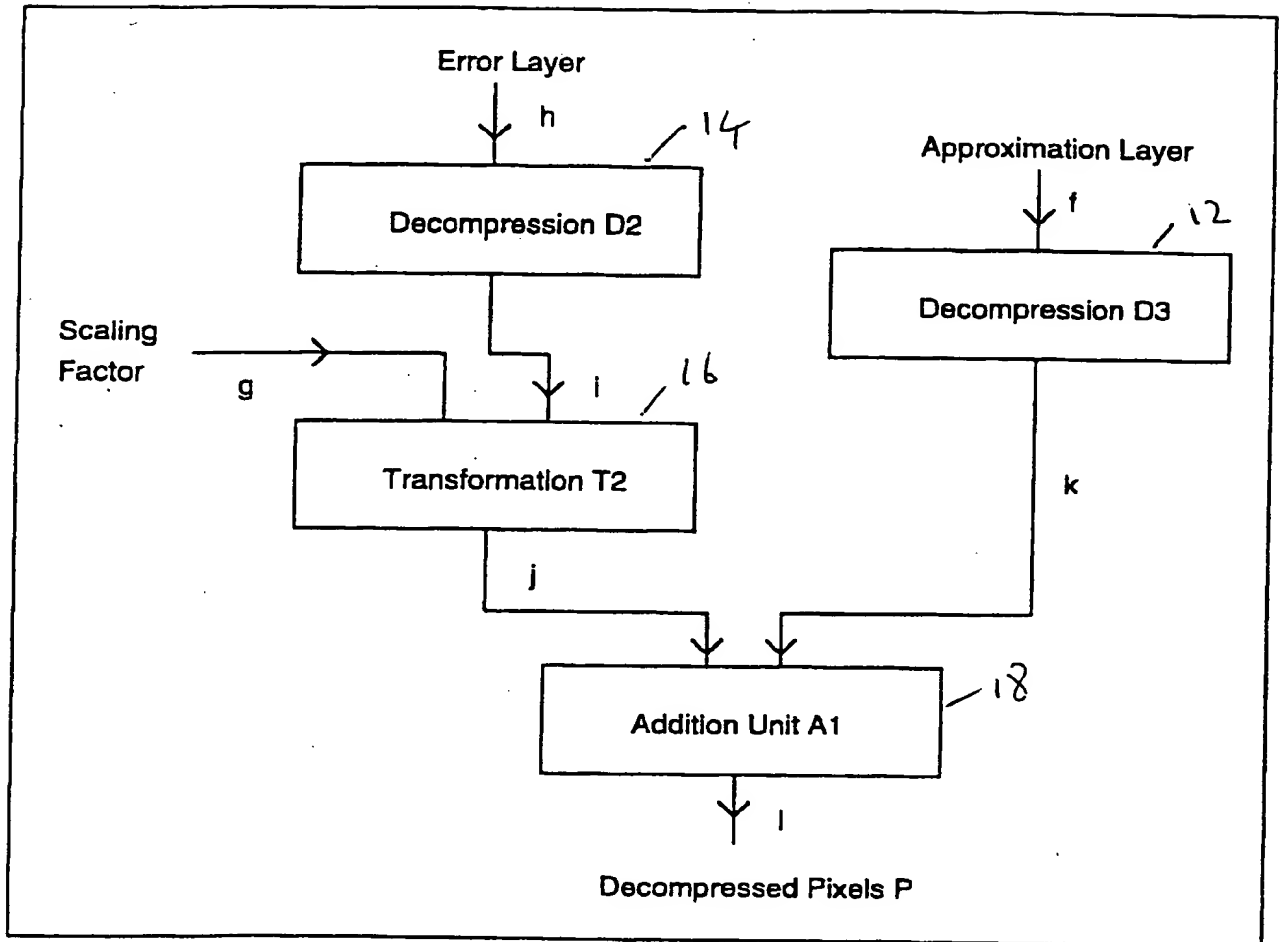 Error Layer
h
14
Decompression D2
Approximation Layer
f
12
Decompression D3
Scaling
Factor
g
i
16
Transformation T2
k
j
18
Addition Unit A1
l
Decompressed Pixels P